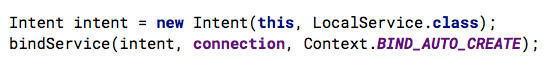 Intent intent = new Intent(this, LocalService.class);
bindService(intent, connection, Context.BIND_AUTO_CREATE);